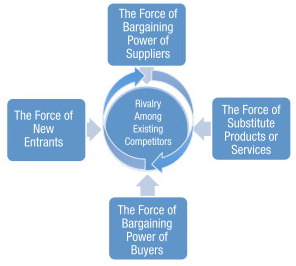 The Force of
Bargaining
Power of
Suppliers
The Force of
New
Entrants
Rivalry
Among
Existing
Competitors
The Force of
Substitute
Products or
Services
The Force of
Bargaining
Power of
Buyers